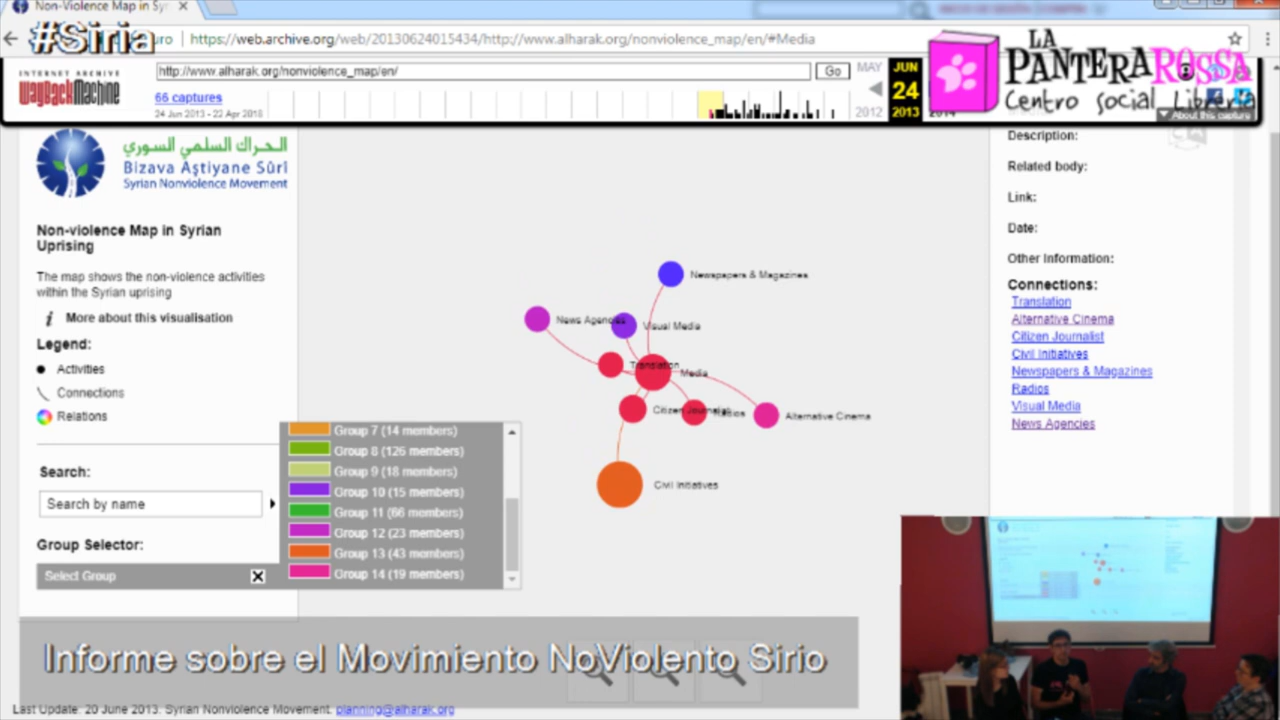 Non-Violence Map in Syr
#Siria
uro
https://web.archive.org/web/20130624015434/http://www.alharak.org/nonviolence_map/en/#Media
INTERNET ARCHIVE
WayBackMachine
http://www.alharak.org/nonviolence_map/en/
Go
MAY
JUN
66 captures
24
24 Jun 2013 - 22 Apr 2018
2012
2013
2014
About this capture
LA
PANTERA ROSSA
Centro social Librería
الحراك السلمي السوري
Bizava Aştiyane Sûrî
Syrian Nonviolence Movement
Non-violence Map in Syrian
Uprising
The map shows the non-violence activities
within the Syrian uprising
i More about this visualisation
Legend:
Activities
Connections
Relations
Search:
Search by name
Group Selector:
Select Group
X
Group 7 (14 members)
Group 8 (126 members)
Group 9 (18 members)
Group 10 (15 members)
Group 11 (66 members)
Group 12 (23 members)
Group 13 (43 members)
Group 14 (19 members)
Newspapers & Magazines
News Agencies
Visual Media
Translation
Media
Citizen Journalist
Radios
Alternative Cinema
Civil Initiatives
Description:
Related body:
Link:
Date:
Other Information:
Connections:
Translation
Alternative Cinema
Citizen Journalist
Civil Initiatives
Newspapers & Magazines
Radios
Visual Media
News Agencies
Informe sobre el Movimiento NoViolento Sirio
Last Update: 20 June 2013. Syrian Nonviolence Movement. planning@alharak.org